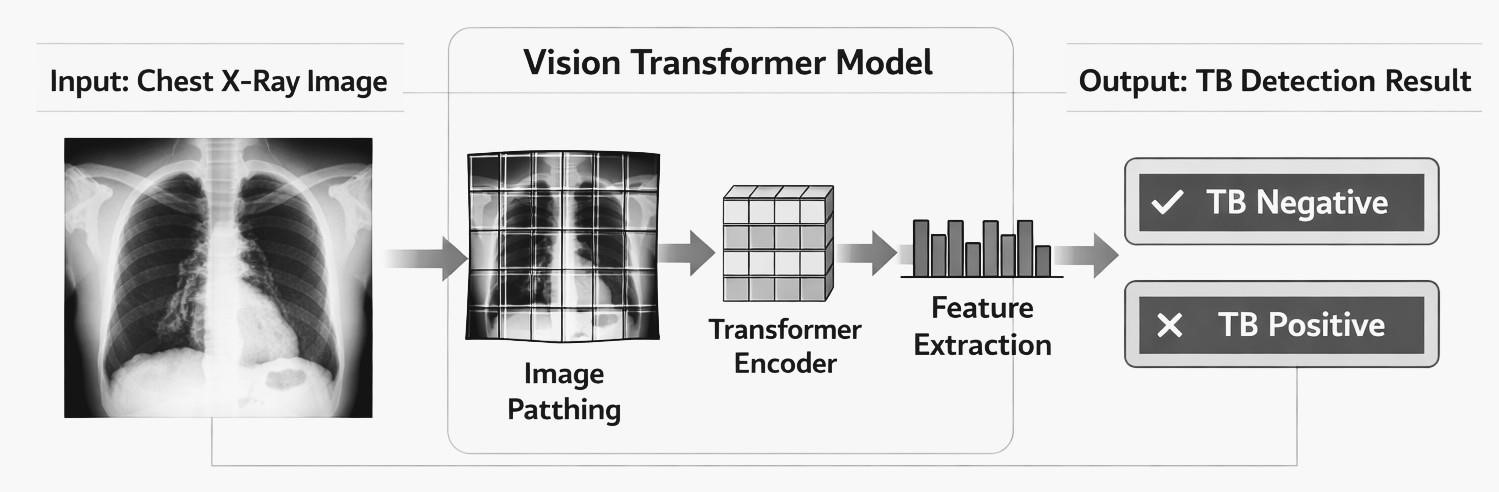 Input: Chest X-Ray Image
Vision Transformer Model
Output: TB Detection Result
Image
Patthing
Transformer
Encoder
Feature
Extraction
TB Negative
TB Positive